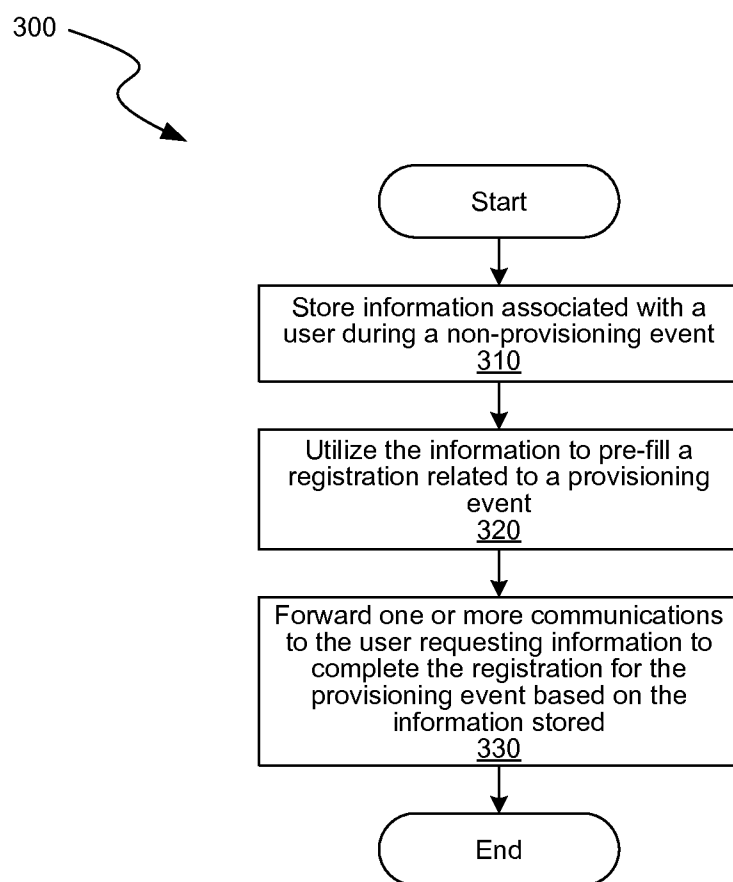 300
Start
Store information associated with a
user during a non-provisioning event
310
Utilize the information to pre-fill a
registration related to a provisioning
event
320
Forward one or more communications
to the user requesting information to
complete the registration for the
provisioning event based on the
information stored
330
End